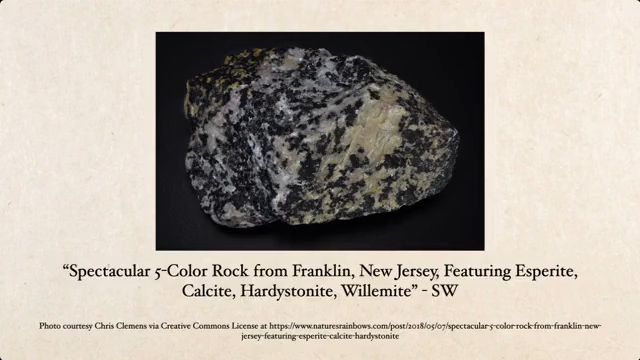 “Spectacular 5-Color Rock from Franklin, New Jersey, Featuring Esperite,
Calcite, Hardystonite, Willemite” - SW
Photo courtesy Chris Clemens via Creative Commons License at https://www.naturesrainbows.com/post/2018/05/07/spectacular-5-color-rock-from-franklin-new-
jersey-featuring-esperite-calcite-hardystonite